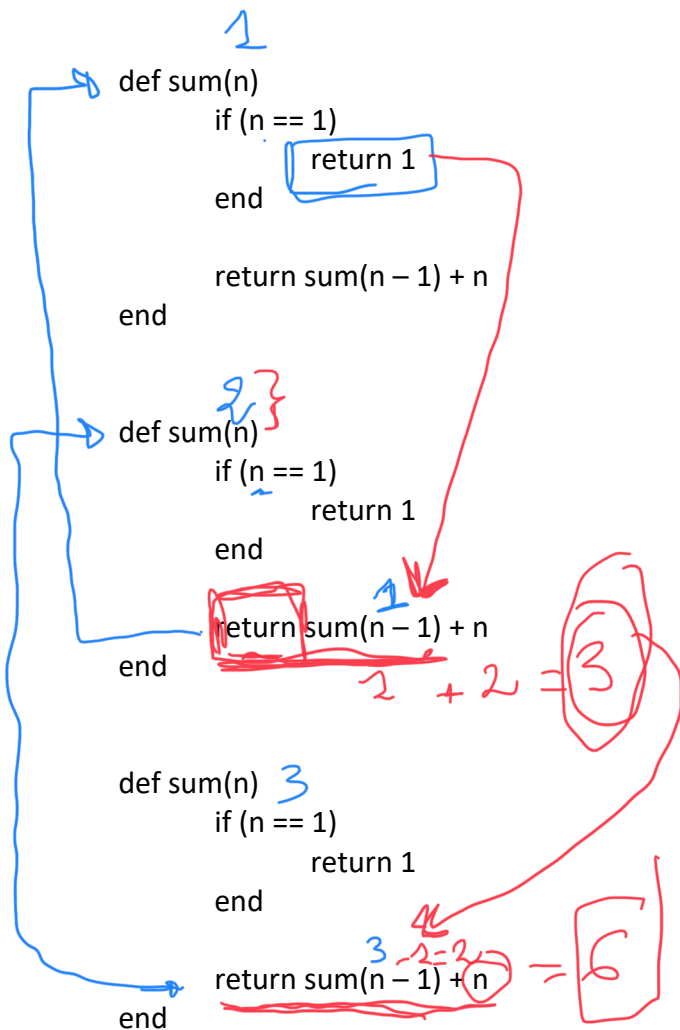 1
def sum(n)
if (n == 1)
return 1
end
return sum(n – 1) + n
end
2}
def sum(n)
if (n == 1)
return 1
end
1
return sum(n – 1) + n
end
1 + 2 = 3
def sum(n) 3
if (n == 1)
return 1
end
3 -1=2
return sum(n – 1) + n = 6
end